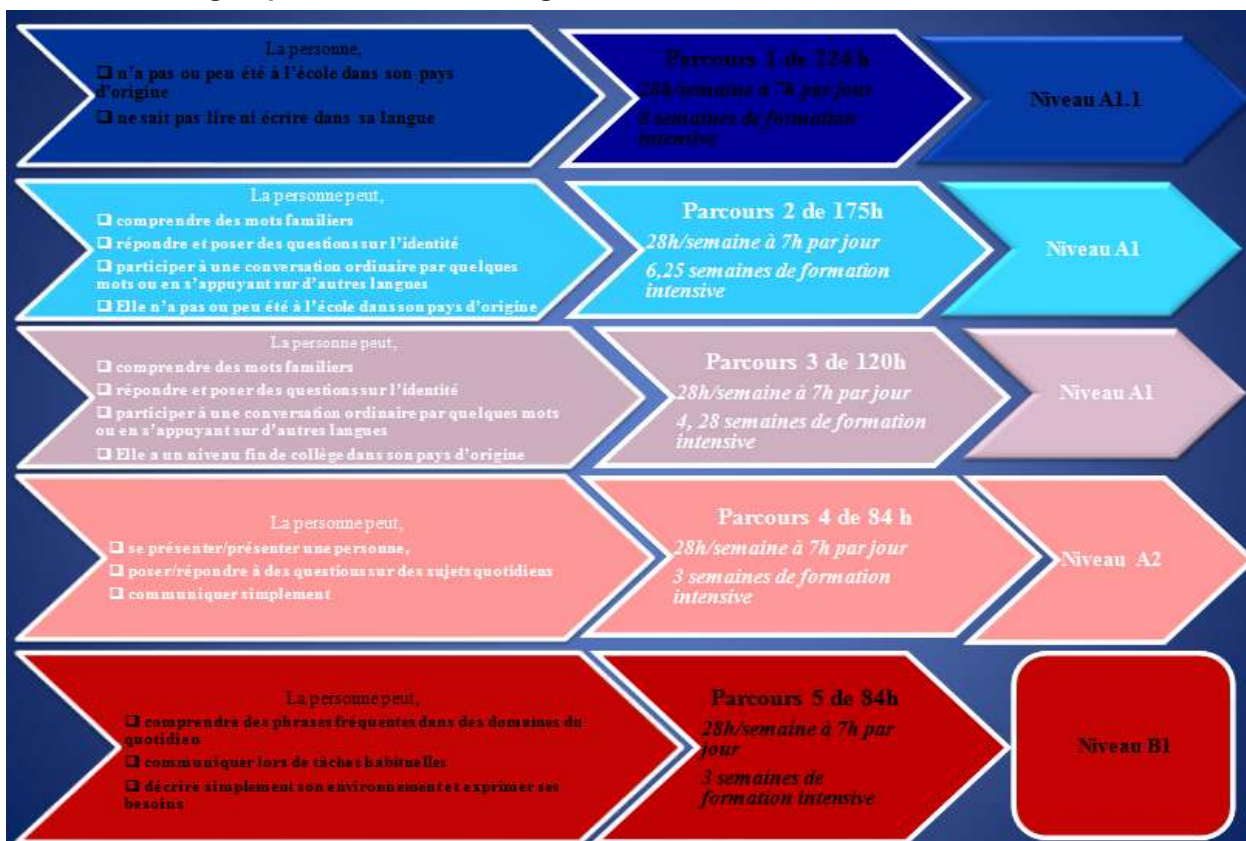 La personne,
❑ n'a pas ou peu été à l'école dans son pays
d'origine
❑ ne sait pas lire ni écrire dans sa langue
Parcours 1 de 224 h
28h/semaine à 7h par jour
8 semaines de formation
intensive
Niveau A1.1
La personne peut,
❑ comprendre des mots familiers
❑ répondre et poser des questions sur l'identité
❑ participer à une conversation ordinaire par quelques
mots ou en s'appuyant sur d'autres langues
❑ Elle n'a pas ou peu été à l'école dans son pays d'origine
Parcours 2 de 175h
28h/semaine à 7h par jour
6,25 semaines de formation
intensive
Niveau A1
La personne peut,
❑ comprendre des mots familiers
❑ répondre et poser des questions sur l'identité
❑ participer à une conversation ordinaire par quelques mots
ou en s'appuyant sur d'autres langues
❑ Elle a un niveau fin de collège dans son pays d'origine
Parcours 3 de 120h
28h/semaine à 7h par jour
4, 28 semaines de formation
intensive
Niveau A1
La personne peut,
❑ se présenter/présenter une personne,
❑ poser/répondre à des questions sur des sujets quotidiens
❑ communiquer simplement
Parcours 4 de 84 h
28h/semaine à 7h par jour
3 semaines de formation
intensive
Niveau A2
La personne peut,
❑ comprendre des phrases fréquentes dans des domaines du
quotidien
❑ communiquer lors de tâches habituelles
❑ décrire simplement son environnement et exprimer ses
besoins
Parcours 5 de 84h
28h/semaine à 7h par
jour
3 semaines de
formation intensive
Niveau B1